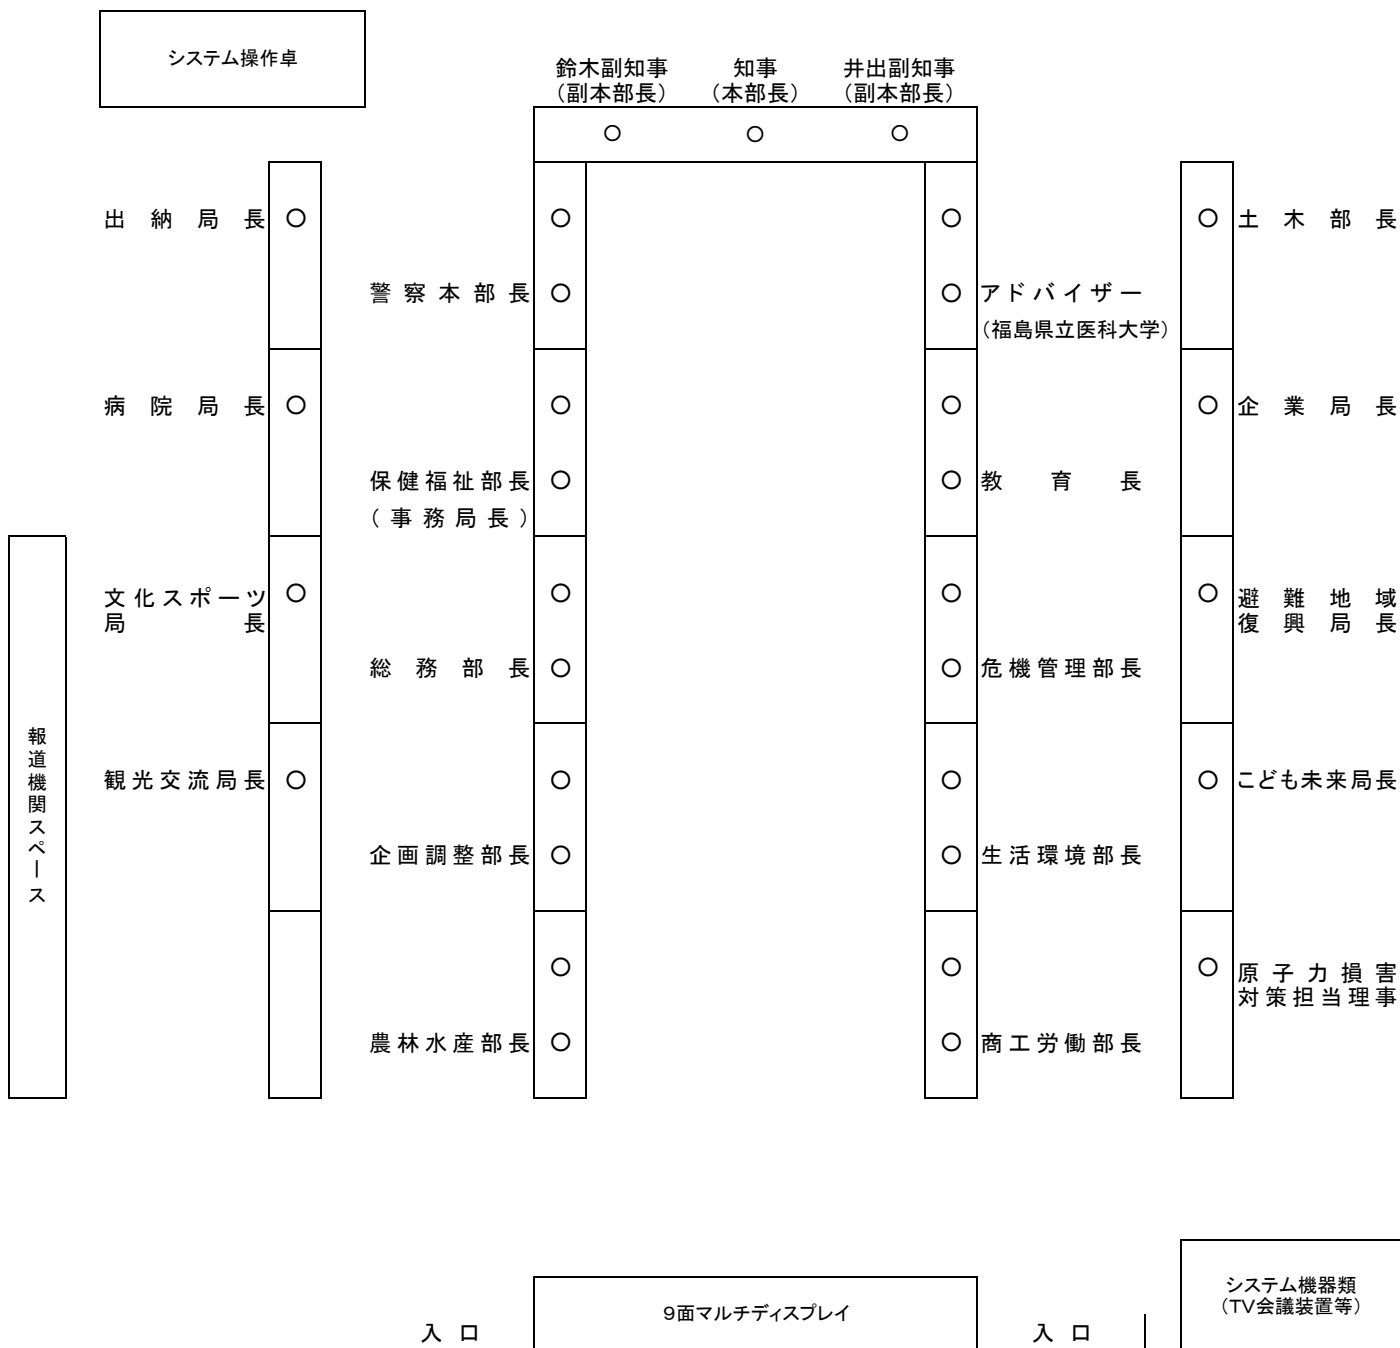 システム操作卓
鈴木副知事
（副本部長）
知事
（本部長）
井出副知事
（副本部長）
出納局長
土木部長
警察本部長
アドバイザー
（福島県立医科大学）
病院局長
企業局長
保健福祉部長
（事務局長）
教育長
文化スポーツ
局長
避難地域
復興局長
総務部長
危機管理部長
報道機関スペース
観光交流局長
こども未来局長
企画調整部長
生活環境部長
原子力損害
対策担当理事
農林水産部長
商工労働部長
システム機器類
（TV会議装置等）
9面マルチディスプレイ
入口
入口